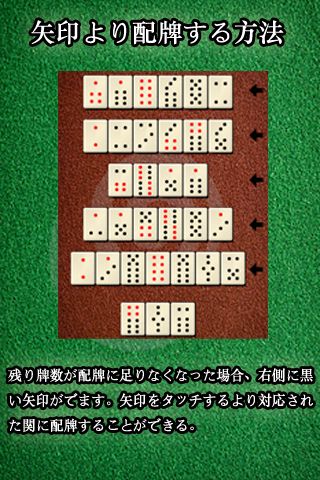 矢印より配牌する方法
残り牌数が配牌に足りなくなった場合、右側に黒
い矢印がでます。矢印をタッチするより対応され
た関に配牌することができる。